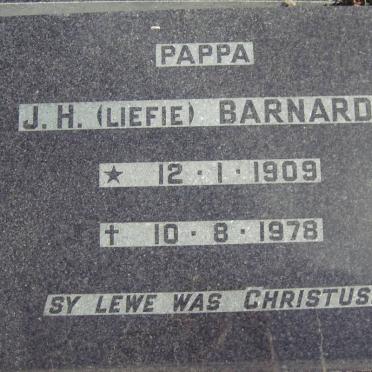 PAPPA
J. H. (LIEFIE) BARNARD
★ 12 · 1 · 1909
† 10 · 8 · 1978
SY LEWE WAS CHRISTUS